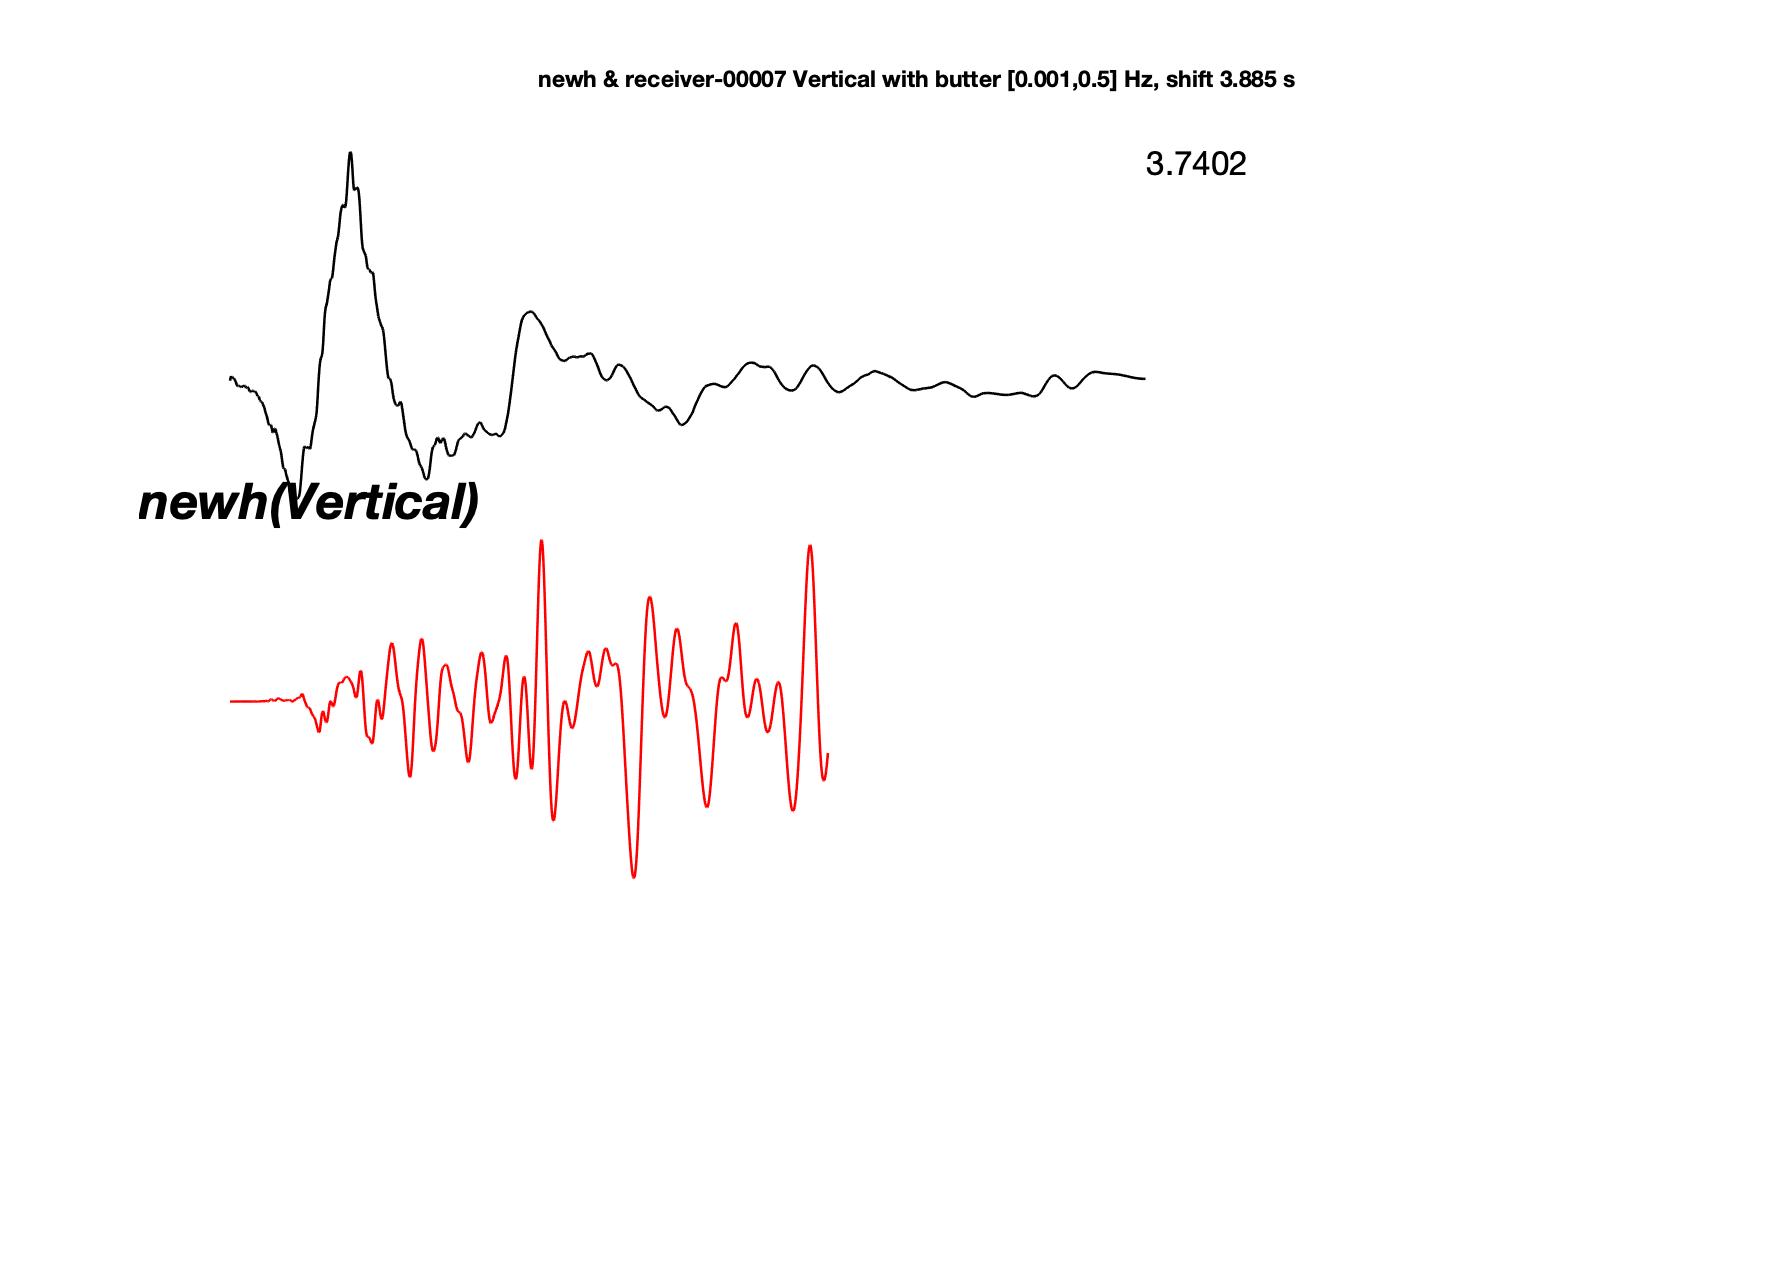 newh & receiver-00007 Vertical with butter [0.001,0.5] Hz, shift 3.885 s
3.7402
newh(Vertical)